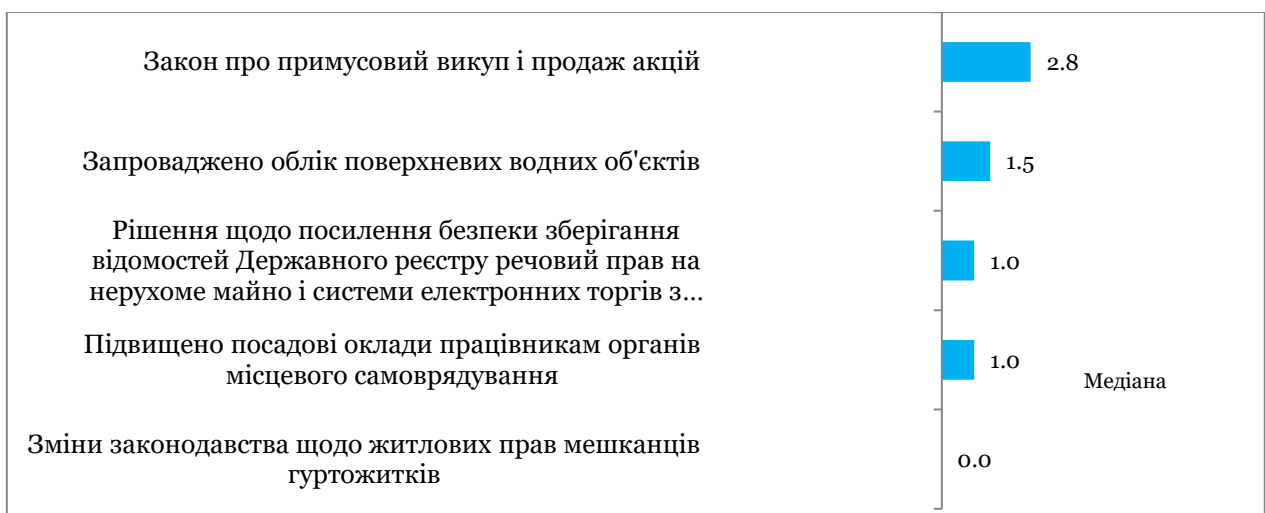 Закон про примусовий викуп і продаж акцій
2.8
Запроваджено облік поверхневих водних об'єктів
1.5
Рішення щодо посилення безпеки зберігання
відомостей Державного реєстру речовий прав на
нерухоме майно і системи електронних торгів з...
1.0
Підвищено посадові оклади працівникам органів
місцевого самоврядування
1.0
Медіана
Зміни законодавства щодо житлових прав мешканців
гуртожитків
0.0